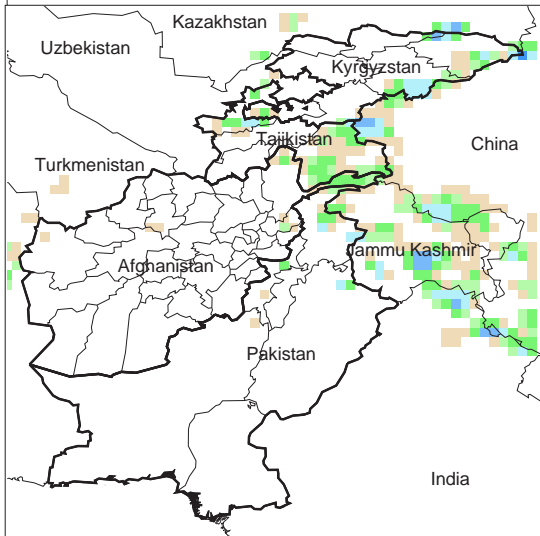 Kazakhstan
Uzbekistan
Kyrgyzstan
Tajikistan
China
Turkmenistan
Jammu Kashmir
Afghanistan
Pakistan
India